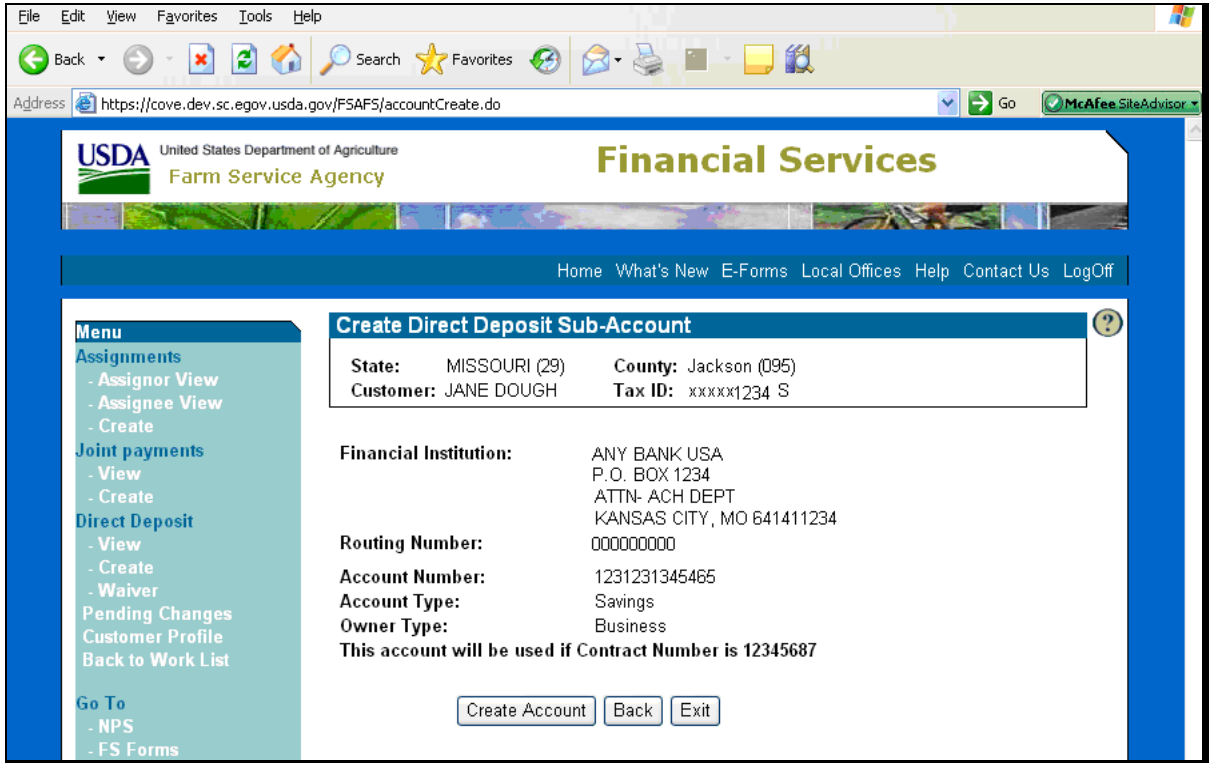 File Edit View Favorites Tools Help
Back Search Favorites
Address https://cove.dev.sc.egov.usda.gov/FSAFS/accountCreate.do Go McAfee SiteAdvisor
USDA United States Department of Agriculture
Farm Service Agency
Financial Services
Home What's New E-Forms Local Offices Help Contact Us LogOff
Menu
Assignments
- Assignor View
- Assignee View
- Create
Joint payments
- View
- Create
Direct Deposit
- View
- Create
- Waiver
Pending Changes
Customer Profile
Back to Work List
Go To
- NPS
- FS Forms
Create Direct Deposit Sub-Account
?
State: MISSOURI (29) County: Jackson (095)
Customer: JANE DOUGH Tax ID: xxxxx1234 S
Financial Institution: ANY BANK USA
P.O. BOX 1234
ATTN- ACH DEPT
KANSAS CITY, MO 641411234
Routing Number: 000000000
Account Number: 1231231345465
Account Type: Savings
Owner Type: Business
This account will be used if Contract Number is 12345687
Create Account Back Exit